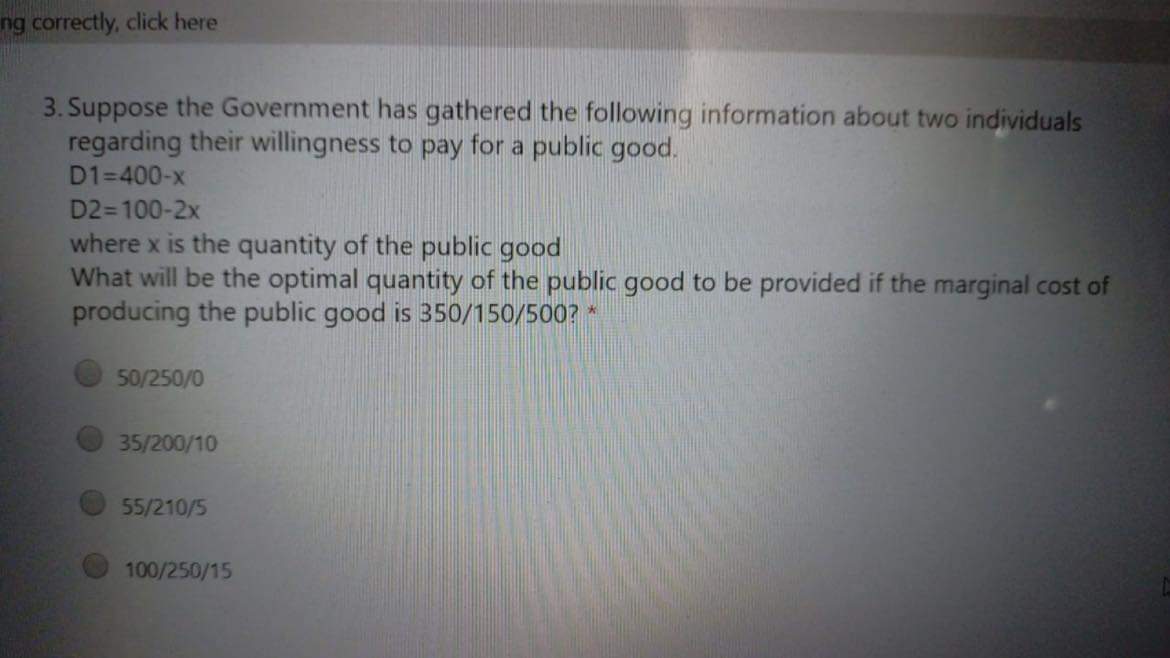 ng correctly, click here
3. Suppose the Government has gathered the following information about two individuals
regarding their willingness to pay for a public good.
D1=400-x
D2=100-2x
where x is the quantity of the public good
What will be the optimal quantity of the public good to be provided if the marginal cost of
producing the public good is 350/150/500? *
50/250/0
35/200/10
55/210/5
100/250/15